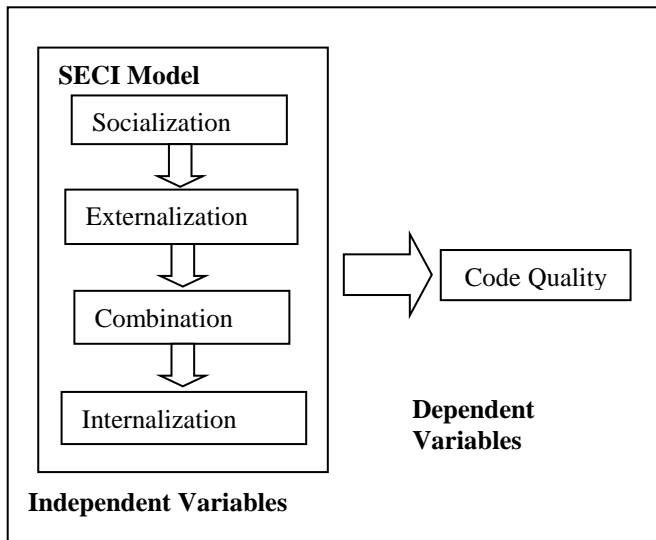 SECI Model
Socialization
Externalization
Combination
Internalization
Code Quality
Dependent
Variables
Independent Variables